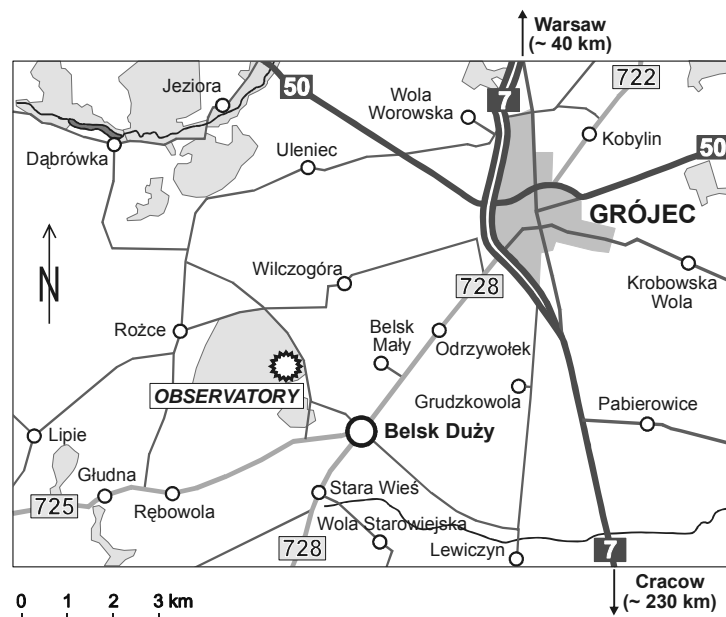 Warsaw
(~ 40 km)
Jeziora
50
7
722
Wola
Worowska
Kobylin
Dąbrówka
Uleniec
50
GRÓJEC
N
Wilczogóra
728
Krobowska
Wola
Rożce
Belsk
Mały
Odrzywołek
OBSERVATORY
Grudzkowola
Pabierowice
Lipie
Belsk Duży
Głudna
725
Rębowola
Stara Wieś
Wola Starowiejska
728
Lewiczyn
7
Cracow
(~ 230 km)
0 1 2 3 km